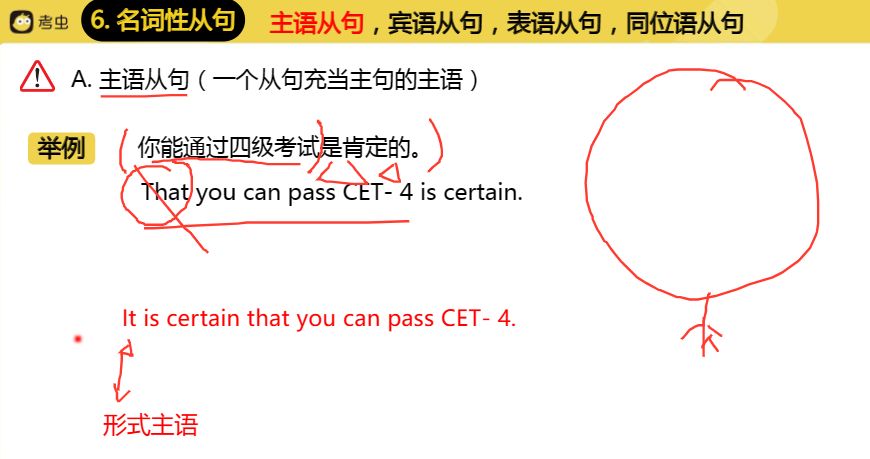 考虫 6. 名词性从句 主语从句，宾语从句，表语从句，同位语从句
A. 主语从句（一个从句充当主句的主语）
举例 你能通过四级考试是肯定的。
That you can pass CET- 4 is certain.
It is certain that you can pass CET- 4.
形式主语